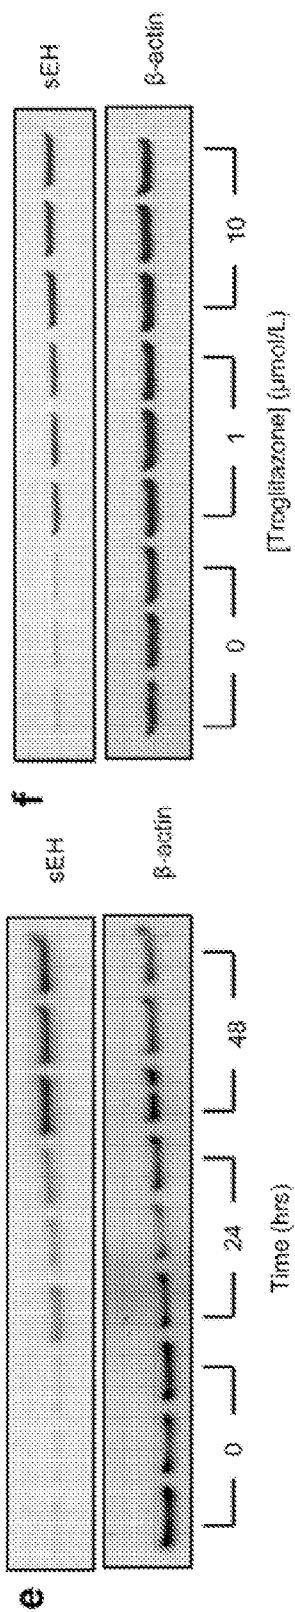 e
sEH
β-actin
0 24 48
Time (hrs)
f
sEH
β-actin
0 1 10
[Troglitazone] (μmol/L)